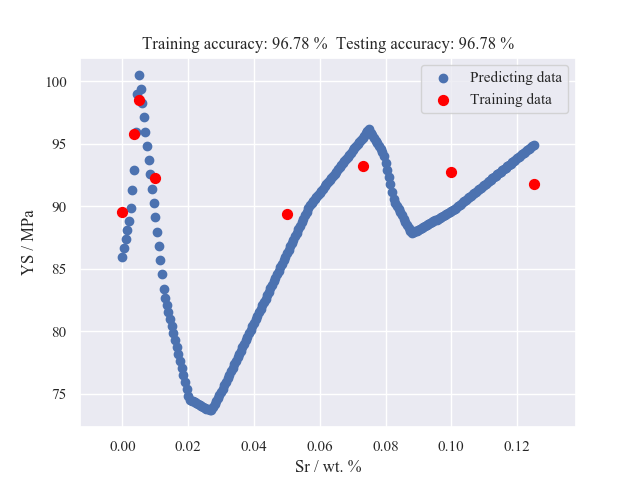 Training accuracy: 96.78 %  Testing accuracy: 96.78 %
Predicting data
Training data
YS / MPa
100
95
90
85
80
75
0.00 0.02 0.04 0.06 0.08 0.10 0.12
Sr / wt. %